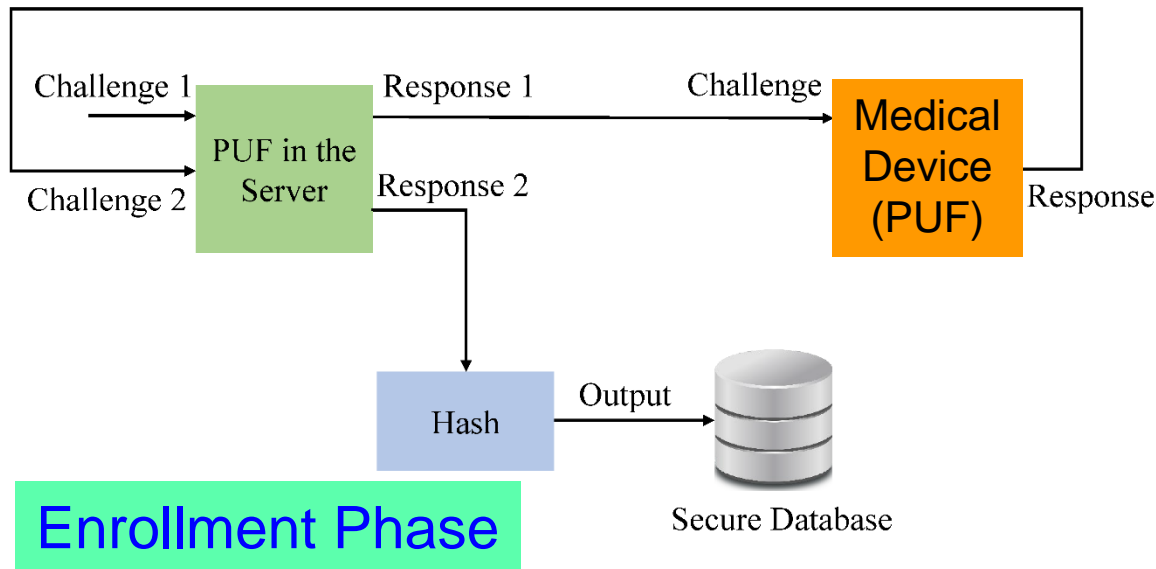 Challenge 1
Response 1
Challenge
PUF in the
Server
Medical
Device
(PUF)
Challenge 2
Response 2
Response
Hash
Output
Secure Database
Enrollment Phase